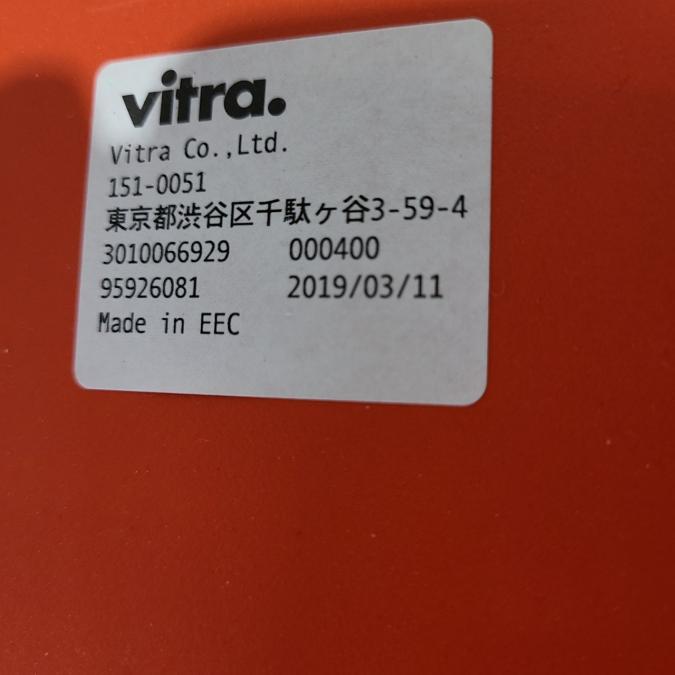 vitra.
Vitra Co.,Ltd.
151-0051
東京都渋谷区千駄ヶ谷3-59-4
3010066929 000400
95926081 2019/03/11
Made in EEC